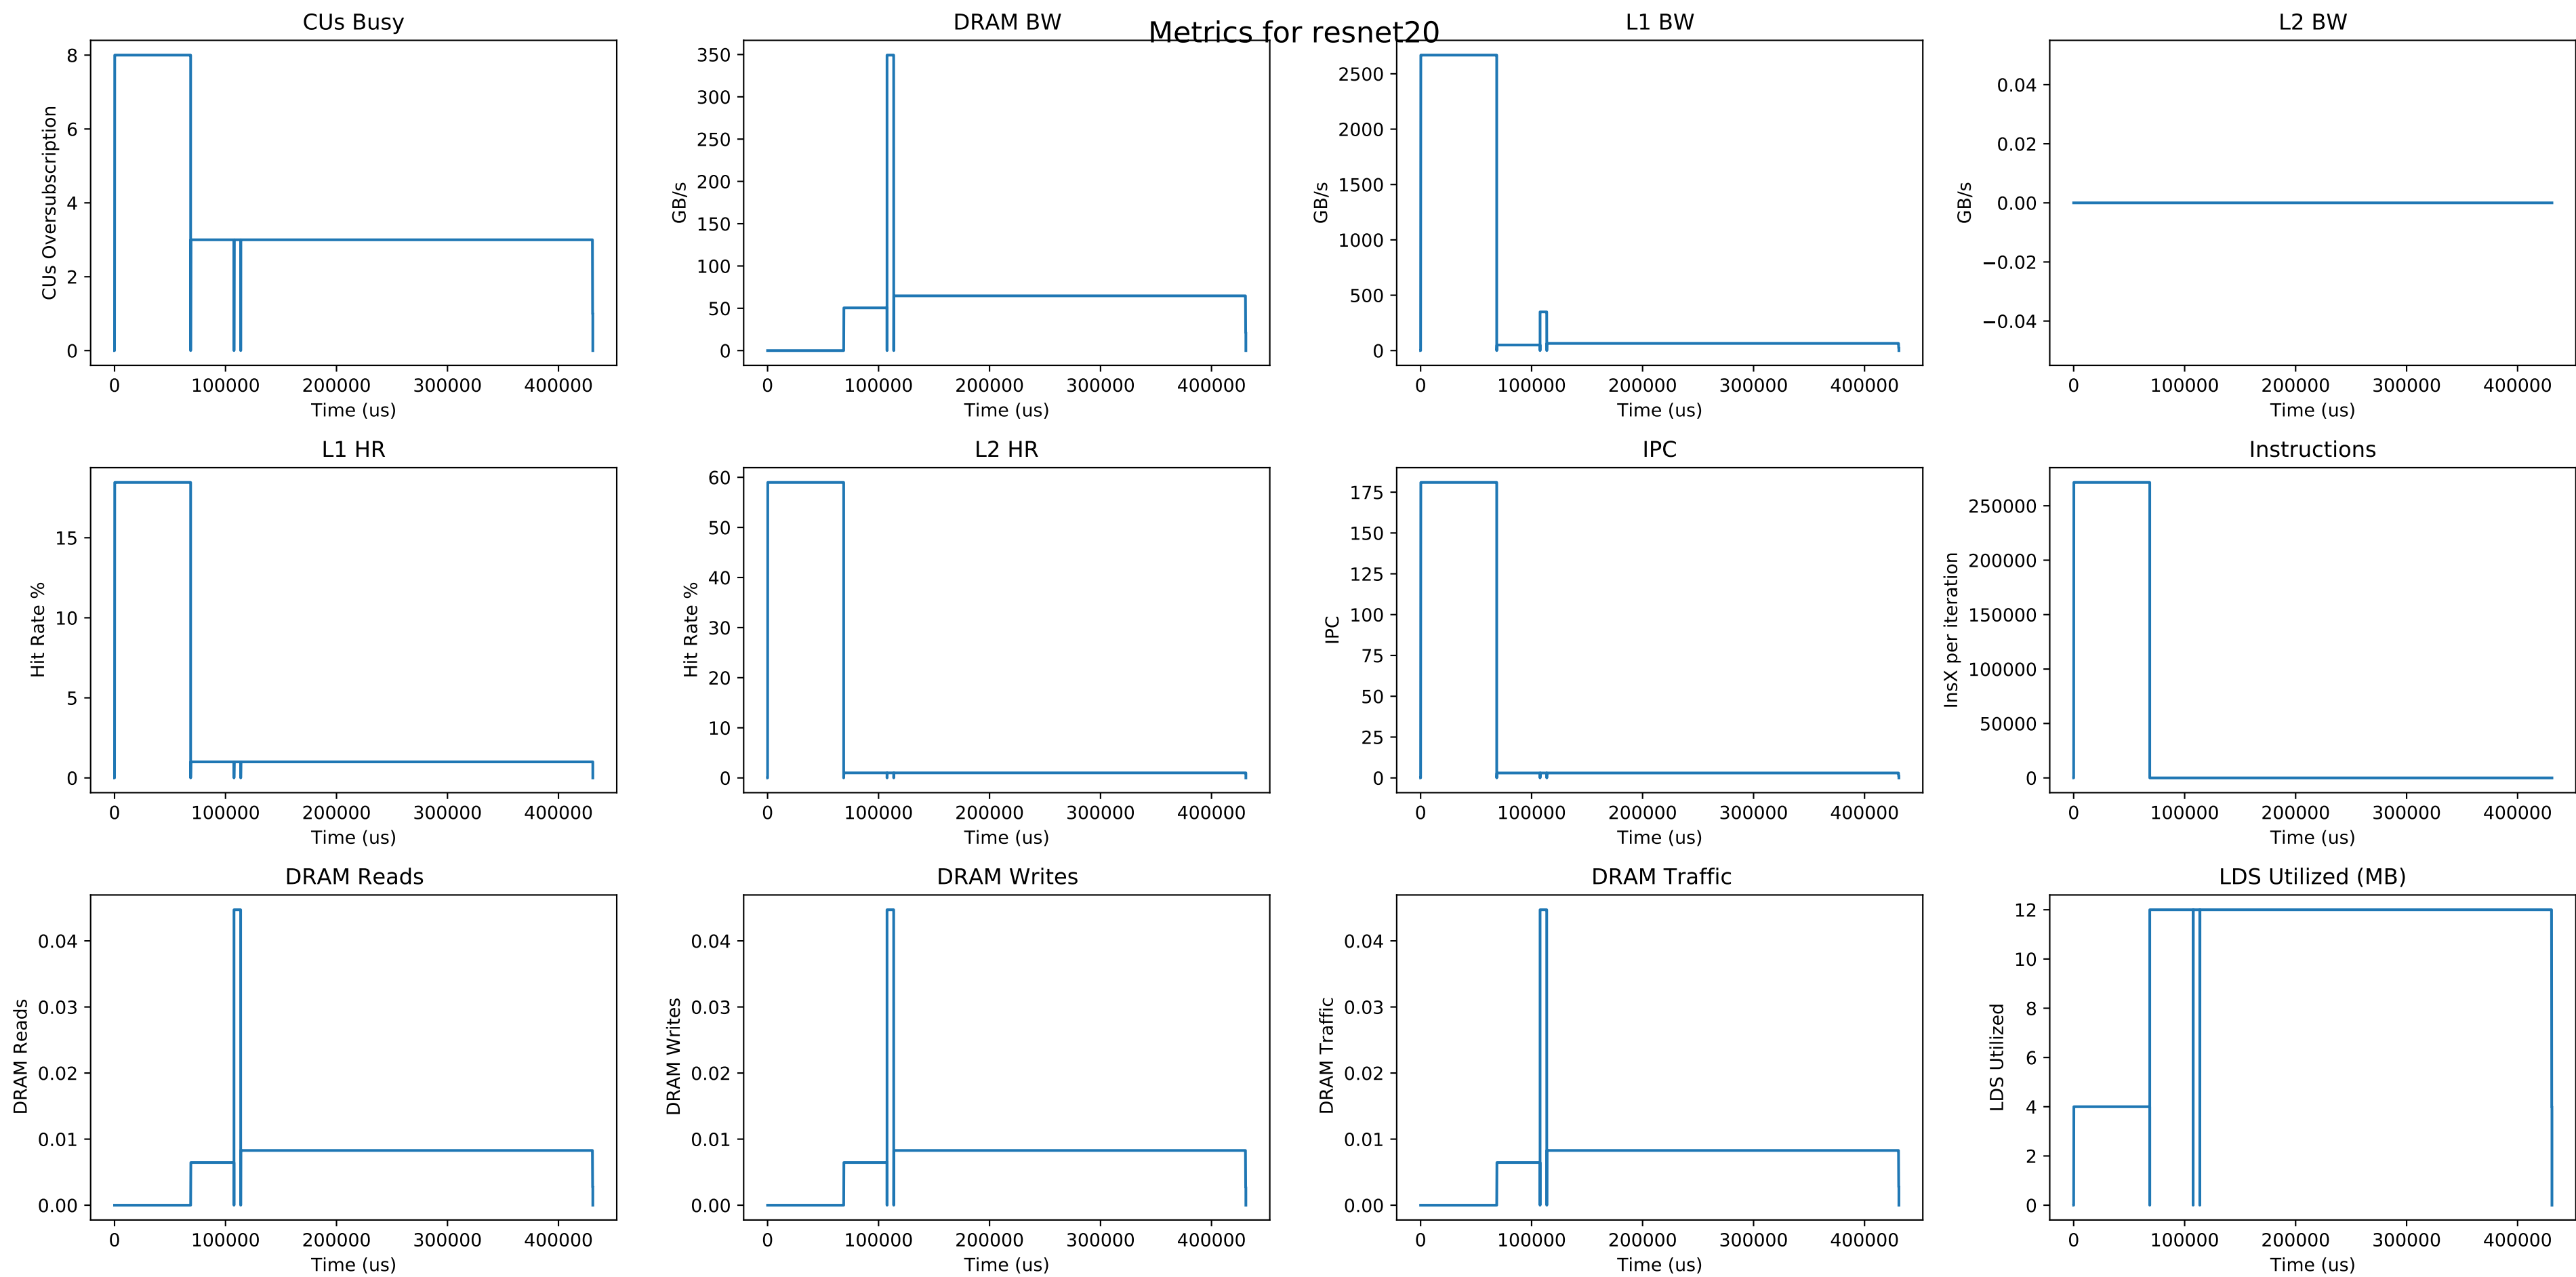 Metrics for resnet20
CUs Busy
CUs Oversubscription
8
6
4
2
0
0 100000 200000 300000 400000
Time (us)
DRAM BW
GB/s
350
300
250
200
150
100
50
0
0 100000 200000 300000 400000
Time (us)
L1 BW
GB/s
2500
2000
1500
1000
500
0
0 100000 200000 300000 400000
Time (us)
L2 BW
GB/s
0.04
0.02
0.00
−0.02
−0.04
0 100000 200000 300000 400000
Time (us)
L1 HR
Hit Rate %
15
10
5
0
0 100000 200000 300000 400000
Time (us)
L2 HR
Hit Rate %
60
50
40
30
20
10
0
0 100000 200000 300000 400000
Time (us)
IPC
IPC
175
150
125
100
75
50
25
0
0 100000 200000 300000 400000
Time (us)
Instructions
InsX per iteration
250000
200000
150000
100000
50000
0
0 100000 200000 300000 400000
Time (us)
DRAM Reads
DRAM Reads
0.04
0.03
0.02
0.01
0.00
0 100000 200000 300000 400000
Time (us)
DRAM Writes
DRAM Writes
0.04
0.03
0.02
0.01
0.00
0 100000 200000 300000 400000
Time (us)
DRAM Traffic
DRAM Traffic
0.04
0.03
0.02
0.01
0.00
0 100000 200000 300000 400000
Time (us)
LDS Utilized (MB)
LDS Utilized
12
10
8
6
4
2
0
0 100000 200000 300000 400000
Time (us)